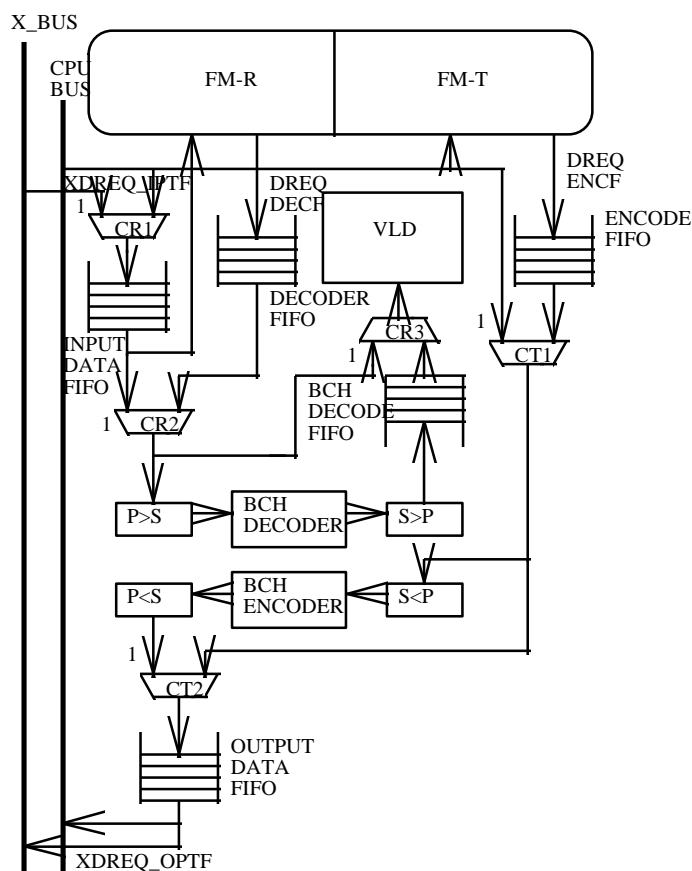 X_BUS
CPU
BUS
FM-R
FM-T
XDREQ_IPTF
DREQ
DECF
DREQ
ENCF
1
CR1
VLD
ENCODE
FIFO
DECODER
FIFO
INPUT
DATA
FIFO
1
CR3
1
CT1
1
CR2
BCH
DECODE
FIFO
P>S
BCH
DECODER
S>P
P<S
BCH
ENCODER
S<P
1
CT2
OUTPUT
DATA
FIFO
XDREQ_OPTF